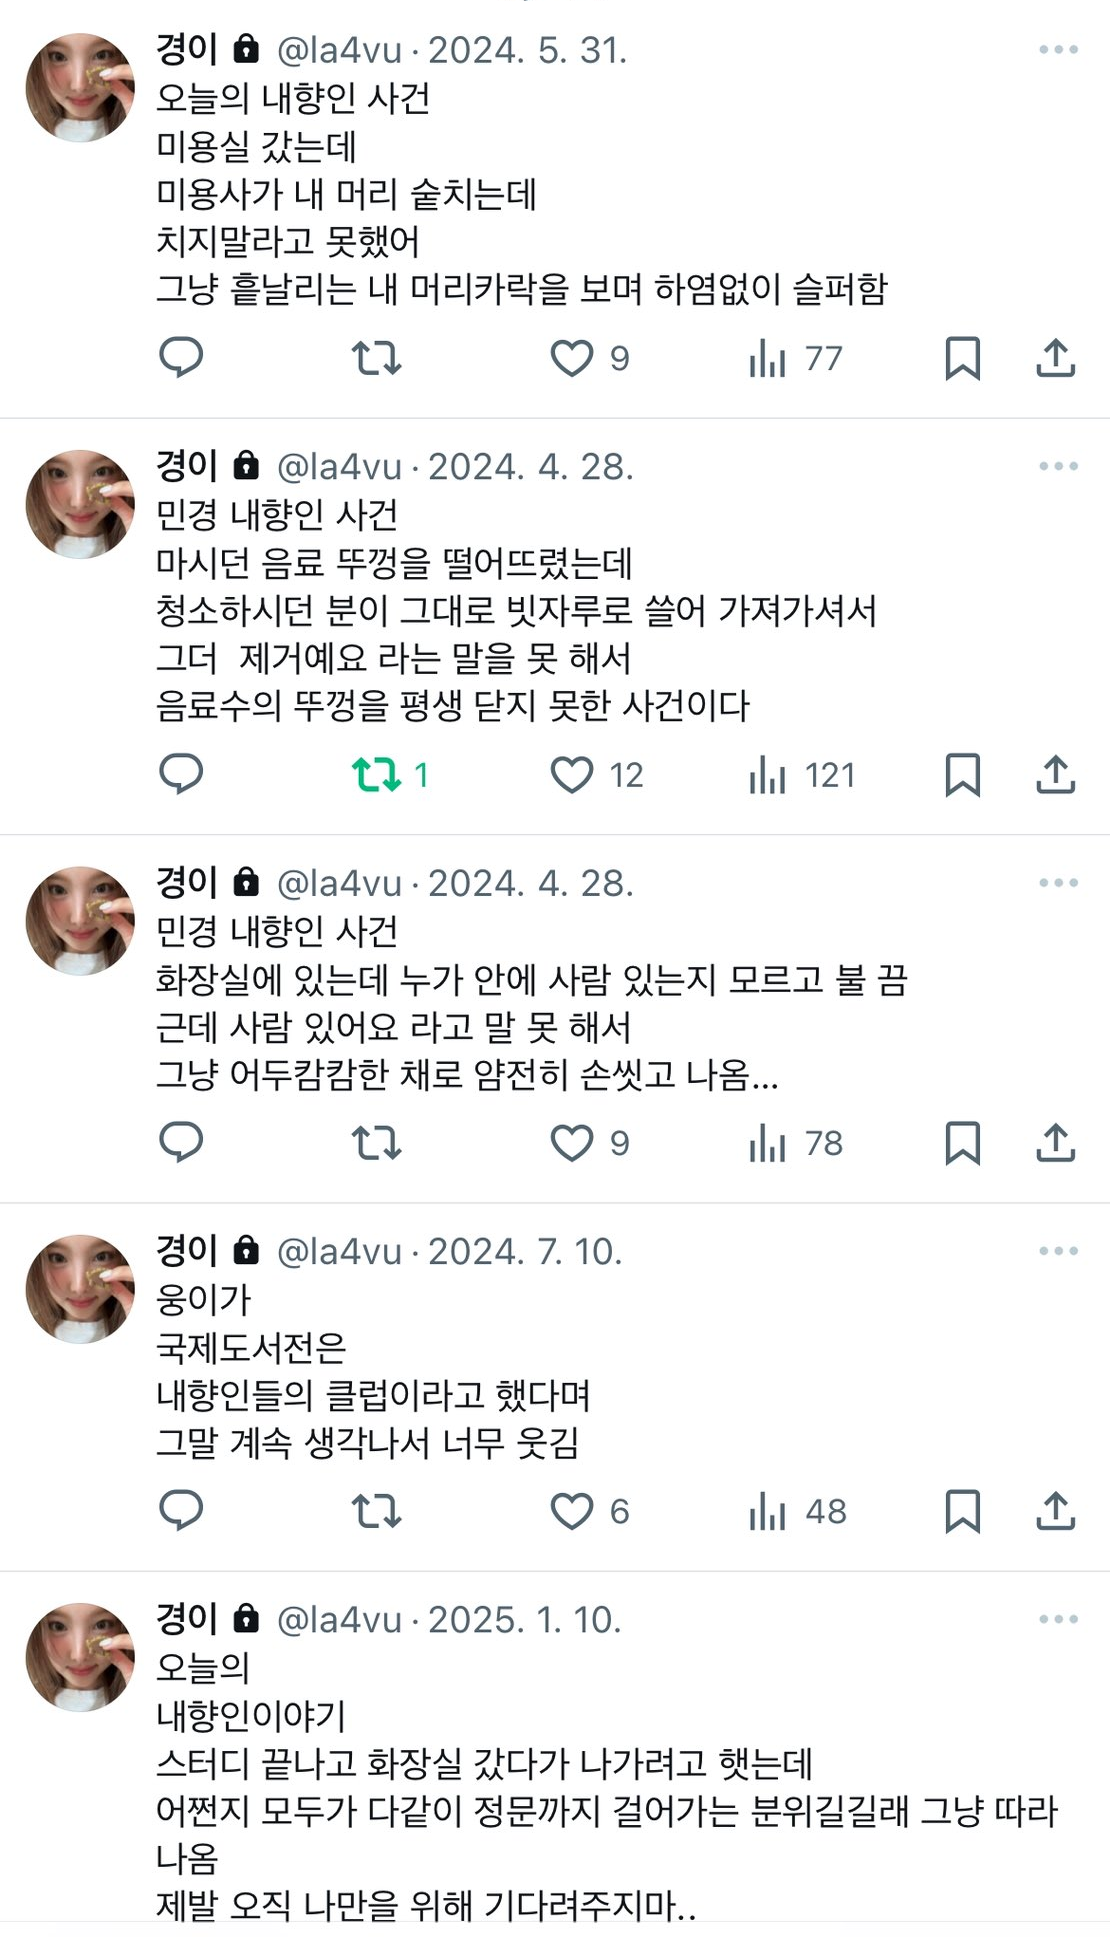 경이 @la4vu · 2024. 5. 31.
오늘의 내향인 사건
미용실 갔는데
미용사가 내 머리 숱치는데
치지말라고 못했어
그냥 흩날리는 내 머리카락을 보며 하염없이 슬퍼함
9 77
경이 @la4vu · 2024. 4. 28.
민경 내향인 사건
마시던 음료 뚜껑을 떨어뜨렸는데
청소하시던 분이 그대로 빗자루로 쓸어 가져가셔서
그더  제거예요 라는 말을 못 해서
음료수의 뚜껑을 평생 닫지 못한 사건이다
1 12 121
경이 @la4vu · 2024. 4. 28.
민경 내향인 사건
화장실에 있는데 누가 안에 사람 있는지 모르고 불 끔
근데 사람 있어요 라고 말 못 해서
그냥 어두캄캄한 채로 얌전히 손씻고 나옴...
9 78
경이 @la4vu · 2024. 7. 10.
웅이가
국제도서전은
내향인들의 클럽이라고 했다며
그말 계속 생각나서 너무 웃김
6 48
경이 @la4vu · 2025. 1. 10.
오늘의
내향인이야기
스터디 끝나고 화장실 갔다가 나가려고 햇는데
어쩐지 모두가 다같이 정문까지 걸어가는 분위길길래 그냥 따라
나옴
제발 오직 나만을 위해 기다려주지마..